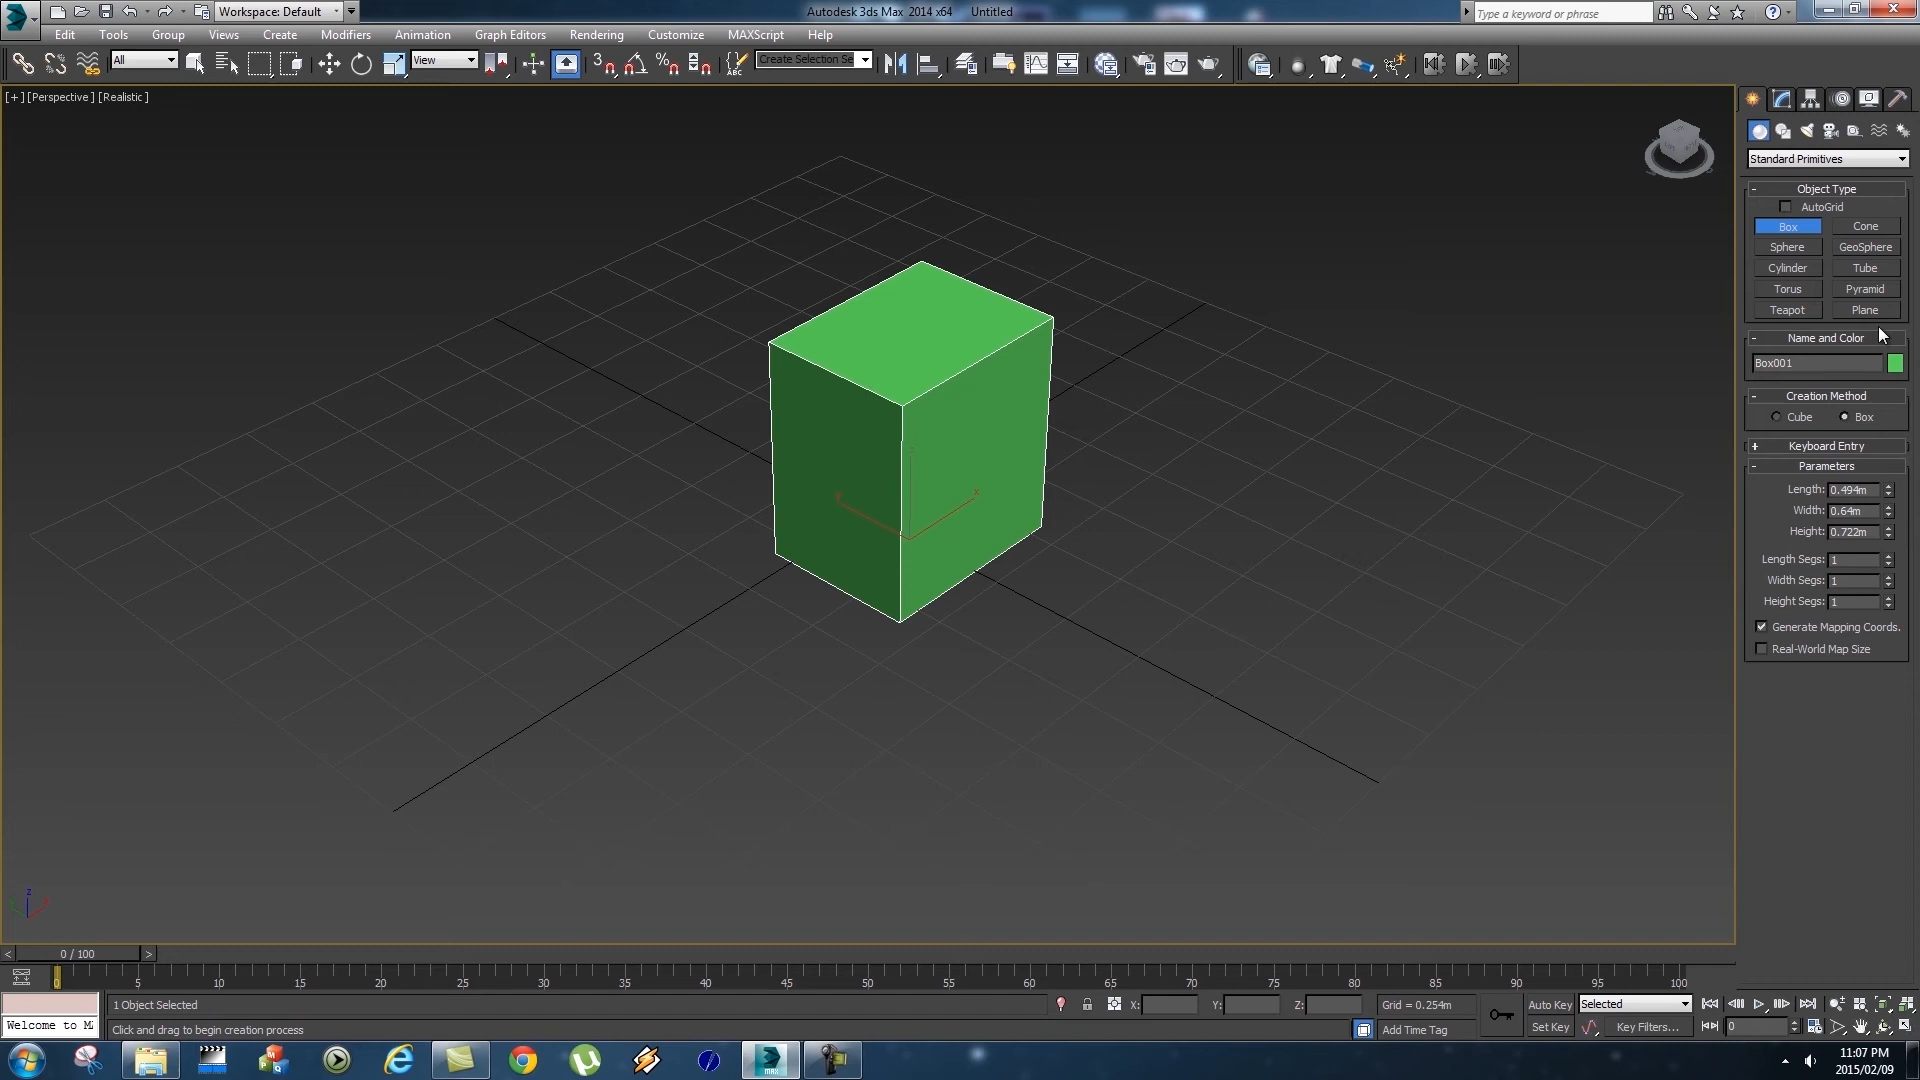 Workspace: Default
Autodesk 3ds Max 2014 x64 Untitled
Type a keyword or phrase
Edit Tools Group Views Create Modifiers Animation Graph Editors Rendering Customize MAXScript Help
All
View
Create Selection Se
[+] [Perspective] [Realistic]
Standard Primitives
- Object Type
AutoGrid
Box Cone
Sphere GeoSphere
Cylinder Tube
Torus Pyramid
Teapot Plane
- Name and Color
Box001
- Creation Method
Cube Box
+ Keyboard Entry
- Parameters
Length: 0.494m
Width: 0.64m
Height: 0.722m
Length Segs: 1
Width Segs: 1
Height Segs: 1
Generate Mapping Coords.
Real-World Map Size
x
z
< 0 / 100 >
0 5 10 15 20 25 30 35 40 45 50 55 60 65 70 75 80 85 90 95 100
1 Object Selected
X: Y: Z: Grid = 0.254m
Auto Key Selected
Welcome to M
Click and drag to begin creation process
Add Time Tag
Set Key Key Filters... 0
MAX
11:07 PM
2015/02/09